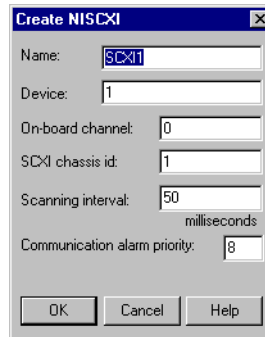 Create NISCXI
Name: SCXI1
Device: 1
On-board channel: 0
SCXI chassis id: 1
Scanning interval: 50
milliseconds
Communication alarm priority: 8
OK Cancel Help